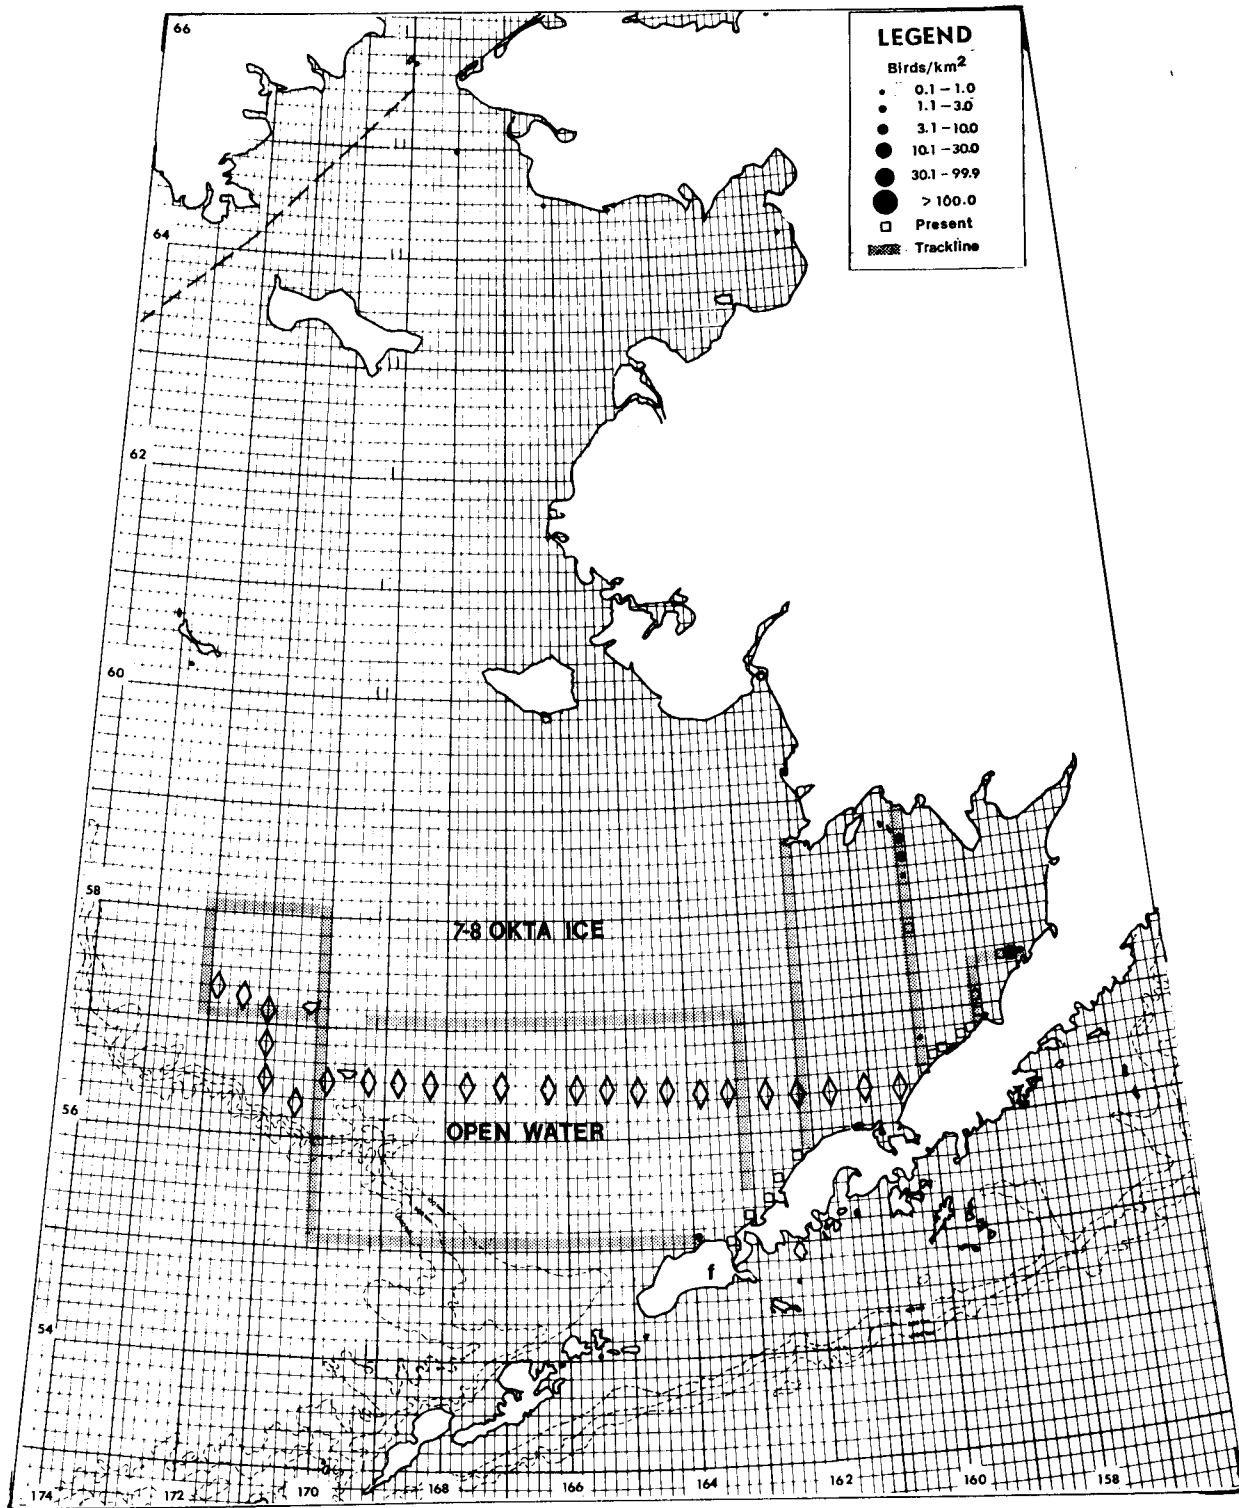 66
LEGEND
Birds/km²
0.1 – 1.0
1.1 – 3.0
3.1 – 10.0
10.1 – 30.0
30.1 – 99.9
> 100.0
Present
Trackline
64
62
60
58
7-8 OKTA ICE
56
OPEN WATER
f
54
174 172 170 168 166 164 162 160 158